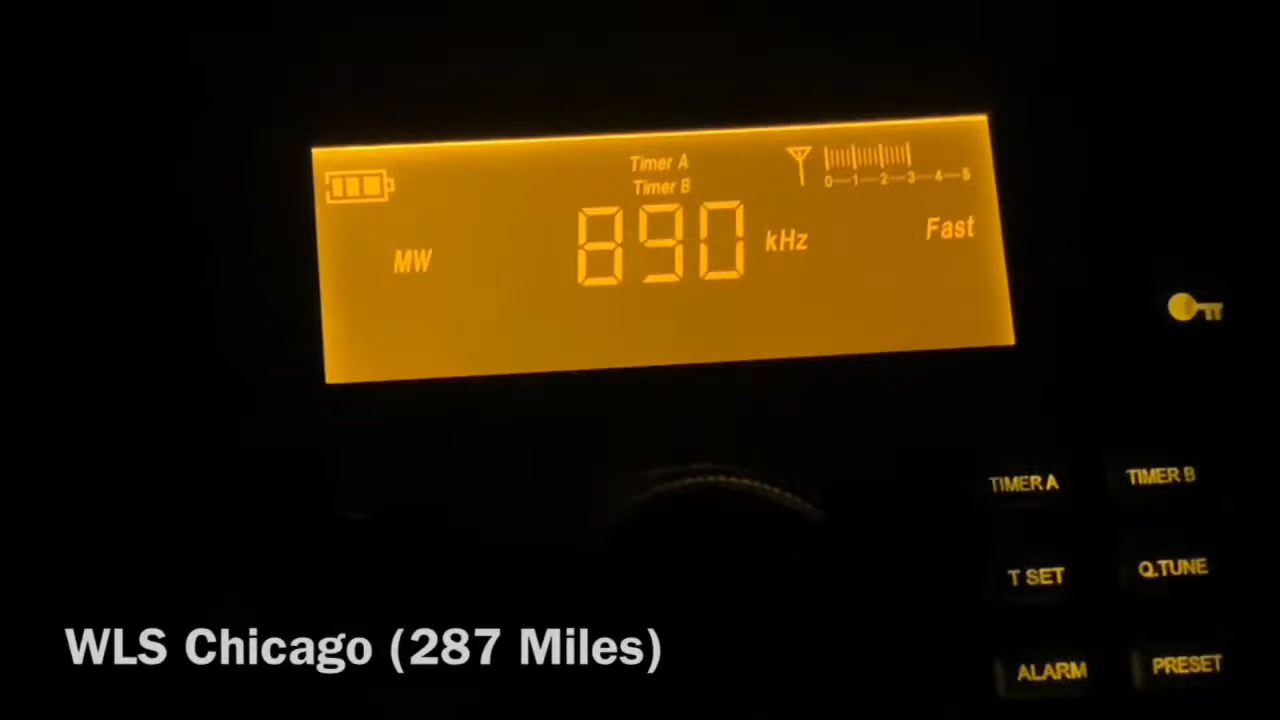 Timer A
Timer B
0—1—2—3—4—5
MW 890 kHz Fast
TIMER A TIMER B
T SET Q.TUNE
ALARM PRESET
WLS Chicago (287 Miles)